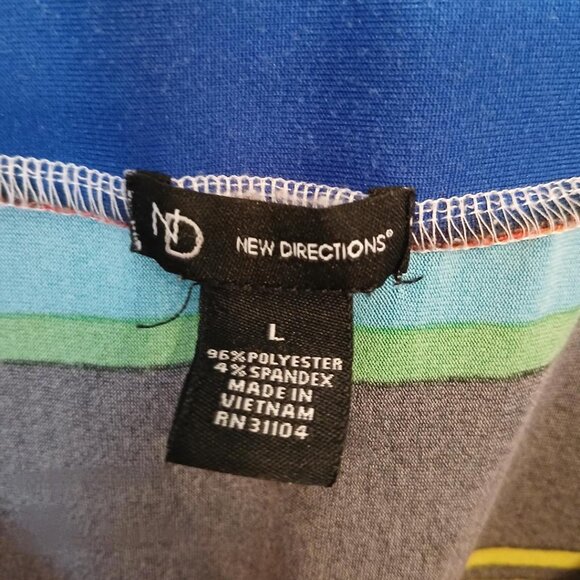 ND
NEW DIRECTIONS®
L
96% POLYESTER
4% SPANDEX
MADE IN
VIETNAM
RN 31104